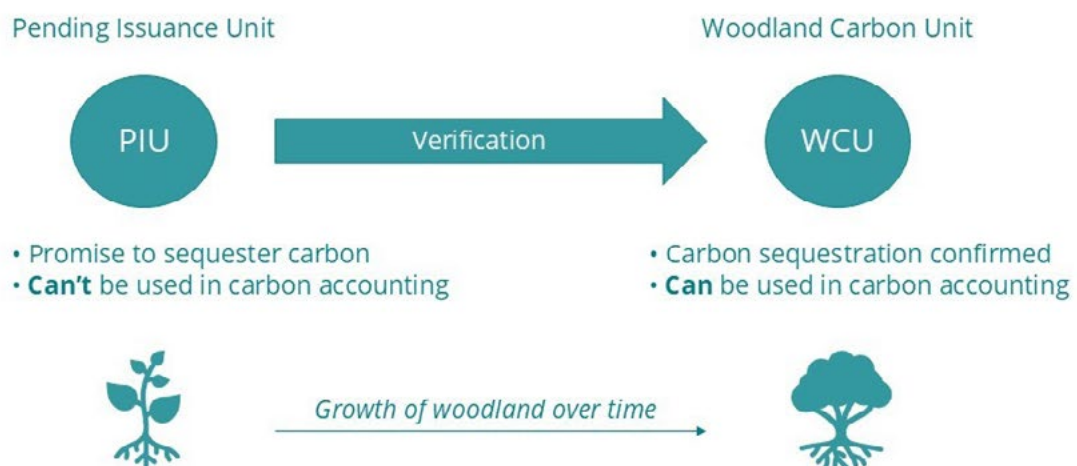 Pending Issuance Unit
Woodland Carbon Unit
PIU
Verification
WCU
• Promise to sequester carbon
• Can't be used in carbon accounting
• Carbon sequestration confirmed
• Can be used in carbon accounting
Growth of woodland over time